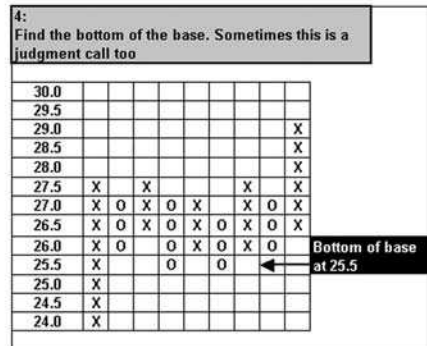 4:
Find the bottom of the base. Sometimes this is a
judgment call too
30.0
29.5
29.0 X
28.5 X
28.0 X
27.5 X X X X
27.0 X O X O X X O X
26.5 X O X O X O X O X
26.0 X O O X O X O
25.5 X O O
25.0 X
24.5 X
24.0 X
Bottom of base
at 25.5